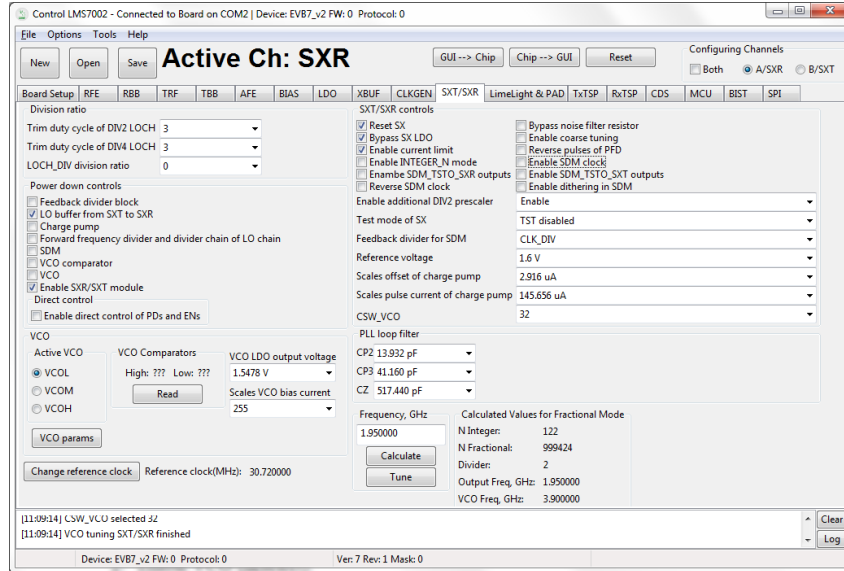 Control LMS7002 - Connected to Board on COM2 | Device: EVB7_v2 FW: 0 Protocol: 0
File Options Tools Help
New Open Save Active Ch: SXR GUI --> Chip Chip --> GUI Reset
Configuring Channels
Both A/SXR B/SXT
Board Setup RFE RBB TRF TBB AFE BIAS LDO XBUF CLKGEN SXT/SXR LimeLight & PAD TxTSP RxTSP CDS MCU BIST SPI
Division ratio
Trim duty cycle of DIV2 LOCH 3
Trim duty cycle of DIV4 LOCH 3
LOCH_DIV division ratio 0
Power down controls
Feedback divider block
LO buffer from SXT to SXR
Charge pump
Forward frequency divider and divider chain of LO chain
SDM
VCO comparator
VCO
Enable SXR/SXT module
Direct control
Enable direct control of PDs and ENs
VCO
Active VCO
VCOL
VCOM
VCOH
VCO Comparators
High: ??? Low: ???
Read
VCO LDO output voltage
1.5478 V
Scales VCO bias current
255
VCO params
Change reference clock Reference clock(MHz): 30.720000
SXT/SXR controls
Reset SX
Bypass SX LDO
Enable current limit
Enable INTEGER_N mode
Enambe SDM_TSTO_SXR outputs
Reverse SDM clock
Bypass noise filter resistor
Enable coarse tuning
Reverse pulses of PFD
Enable SDM clock
Enable SDM_TSTO_SXT outputs
Enable dithering in SDM
Enable additional DIV2 prescaler Enable
Test mode of SX TST disabled
Feedback divider for SDM CLK_DIV
Reference voltage 1.6 V
Scales offset of charge pump 2.916 uA
Scales pulse current of charge pump 145.656 uA
CSW_VCO 32
PLL loop filter
CP2 13.932 pF
CP3 41.160 pF
CZ 517.440 pF
Frequency, GHz
1.950000
Calculate
Tune
Calculated Values for Fractional Mode
N Integer: 122
N Fractional: 999424
Divider: 2
Output Freq, GHz: 1.950000
VCO Freq, GHz: 3.900000
[11:09:14] CSW_VCO selected 32
[11:09:14] VCO tuning SXT/SXR finished
Clear
Log
Device: EVB7_v2 FW: 0 Protocol: 0 Ver: 7 Rev: 1 Mask: 0